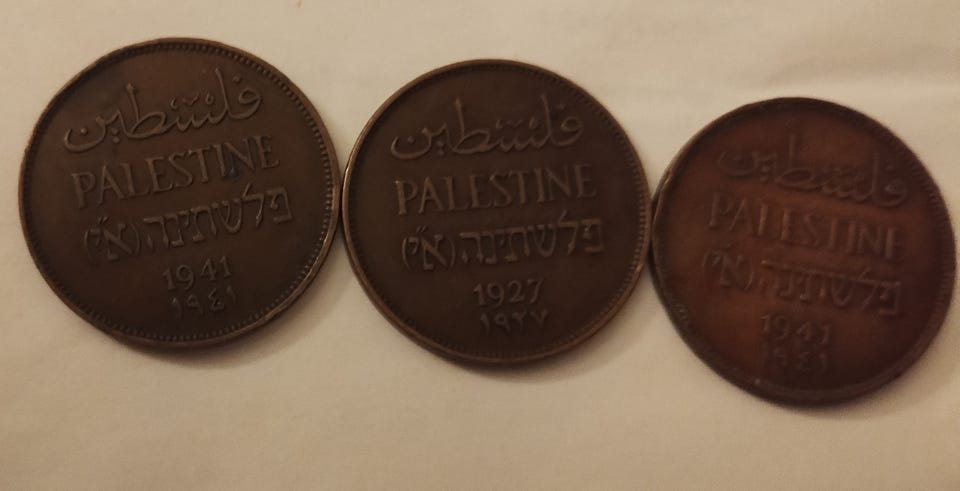 فلسطين
PALESTINE
פלשתינה (א״י)
1941
١٩٤١
فلسطين
PALESTINE
פלשתינה (א״י)
1927
١٩٢٧
فلسطين
PALESTINE
פלשתינה (א״י)
1941
١٩٤١